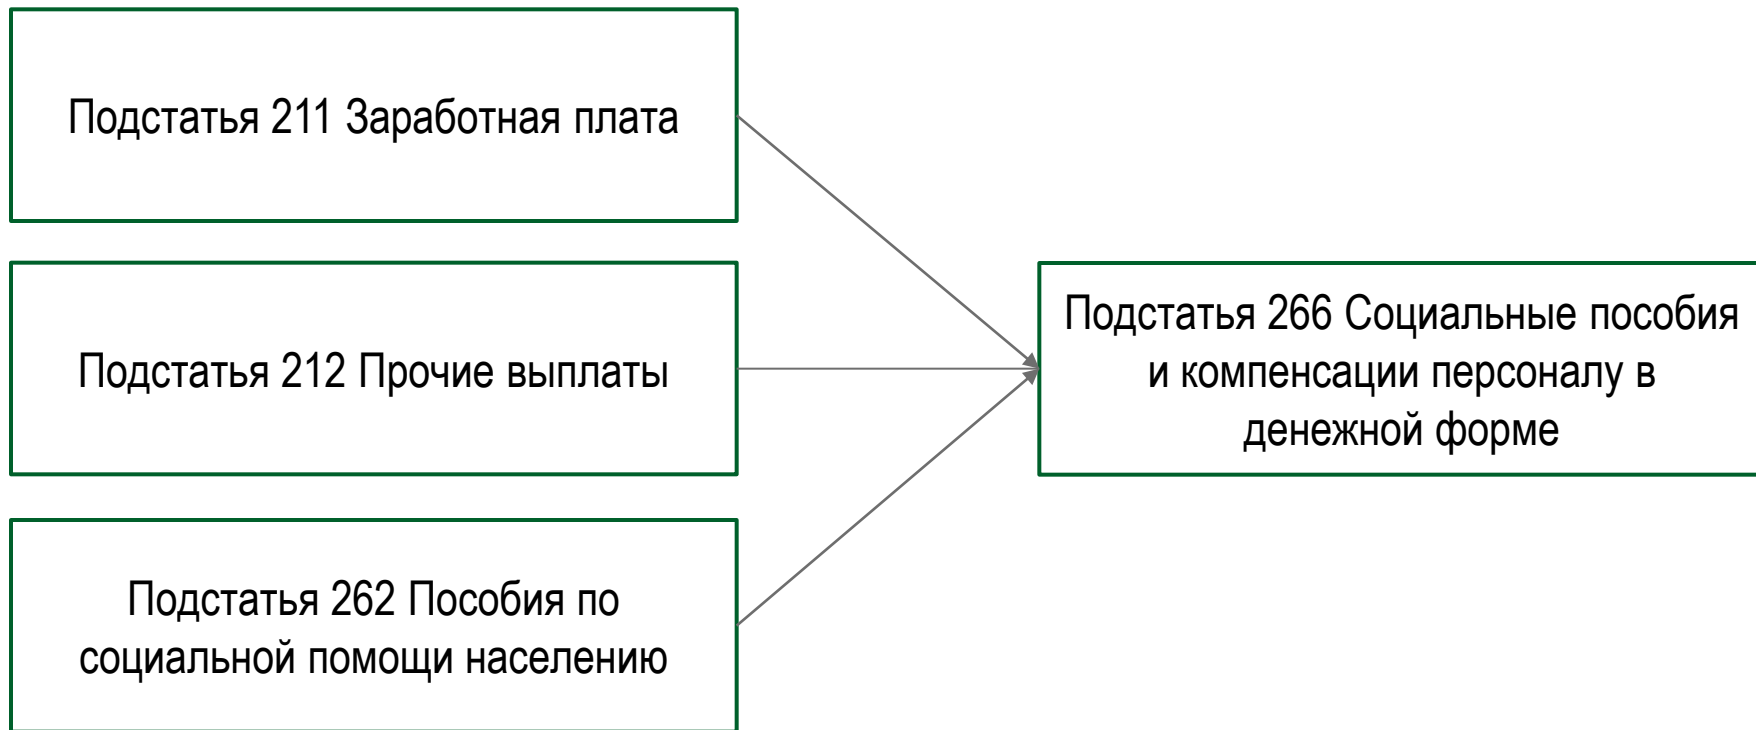 Подстатья 211 Заработная плата
Подстатья 212 Прочие выплаты
Подстатья 262 Пособия по
социальной помощи населению
Подстатья 266 Социальные пособия
и компенсации персоналу в
денежной форме